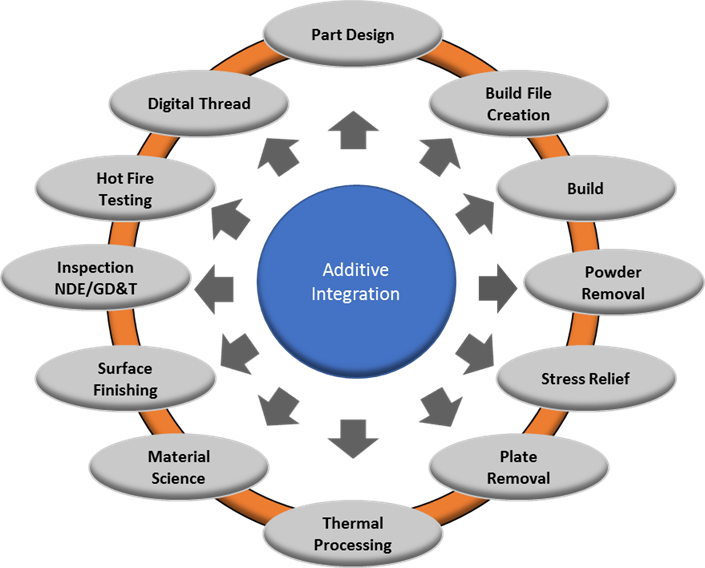 Part Design
Digital Thread
Build File
Creation
Hot Fire
Testing
Build
Inspection
NDE/GD&T
Additive
Integration
Powder
Removal
Surface
Finishing
Stress Relief
Material
Science
Plate
Removal
Thermal
Processing